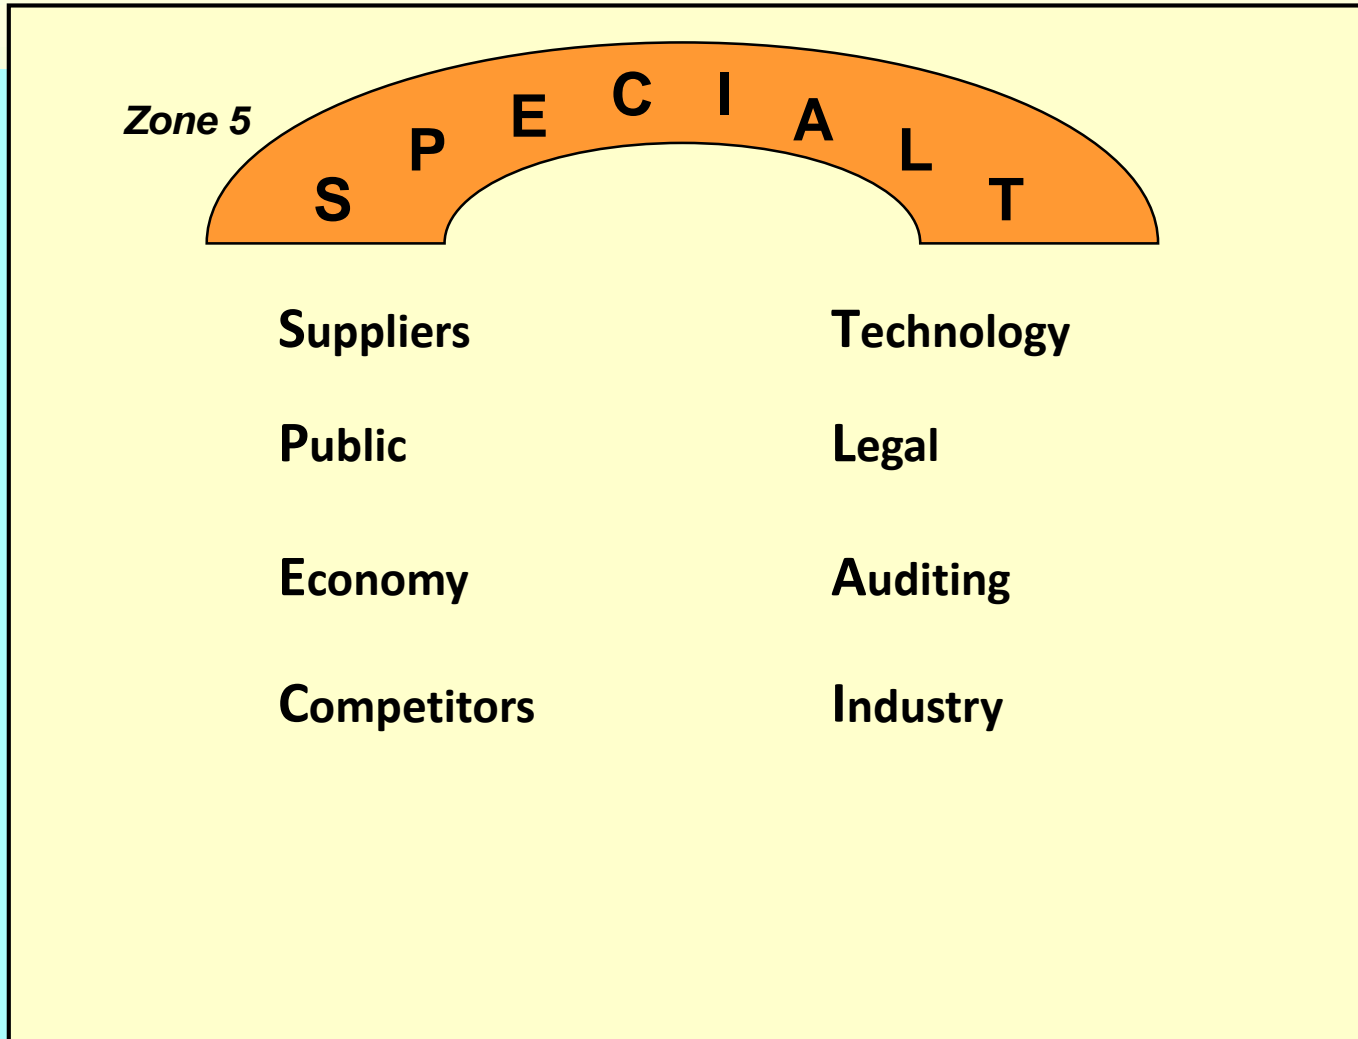 Zone 5
S P E C I A L T
Suppliers
Technology
Public
Legal
Economy
Auditing
Competitors
Industry